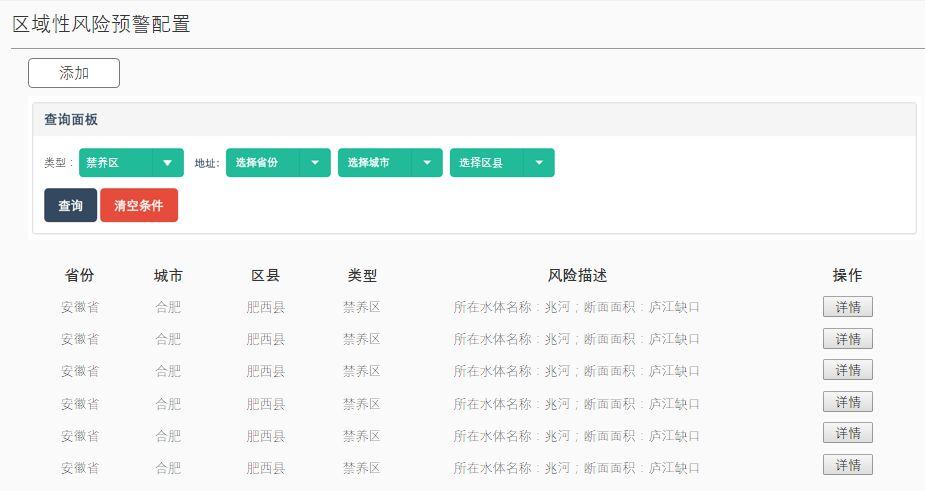 区域性风险预警配置
添加
查询面板
类型： 禁养区 地址： 选择省份 选择城市 选择区县
查询 清空条件
省份 城市 区县 类型 风险描述 操作
安徽省 合肥 肥西县 禁养区 所在水体名称：兆河；断面面积：庐江缺口 详情
安徽省 合肥 肥西县 禁养区 所在水体名称：兆河；断面面积：庐江缺口 详情
安徽省 合肥 肥西县 禁养区 所在水体名称：兆河；断面面积：庐江缺口 详情
安徽省 合肥 肥西县 禁养区 所在水体名称：兆河；断面面积：庐江缺口 详情
安徽省 合肥 肥西县 禁养区 所在水体名称：兆河；断面面积：庐江缺口 详情
安徽省 合肥 肥西县 禁养区 所在水体名称：兆河；断面面积：庐江缺口 详情